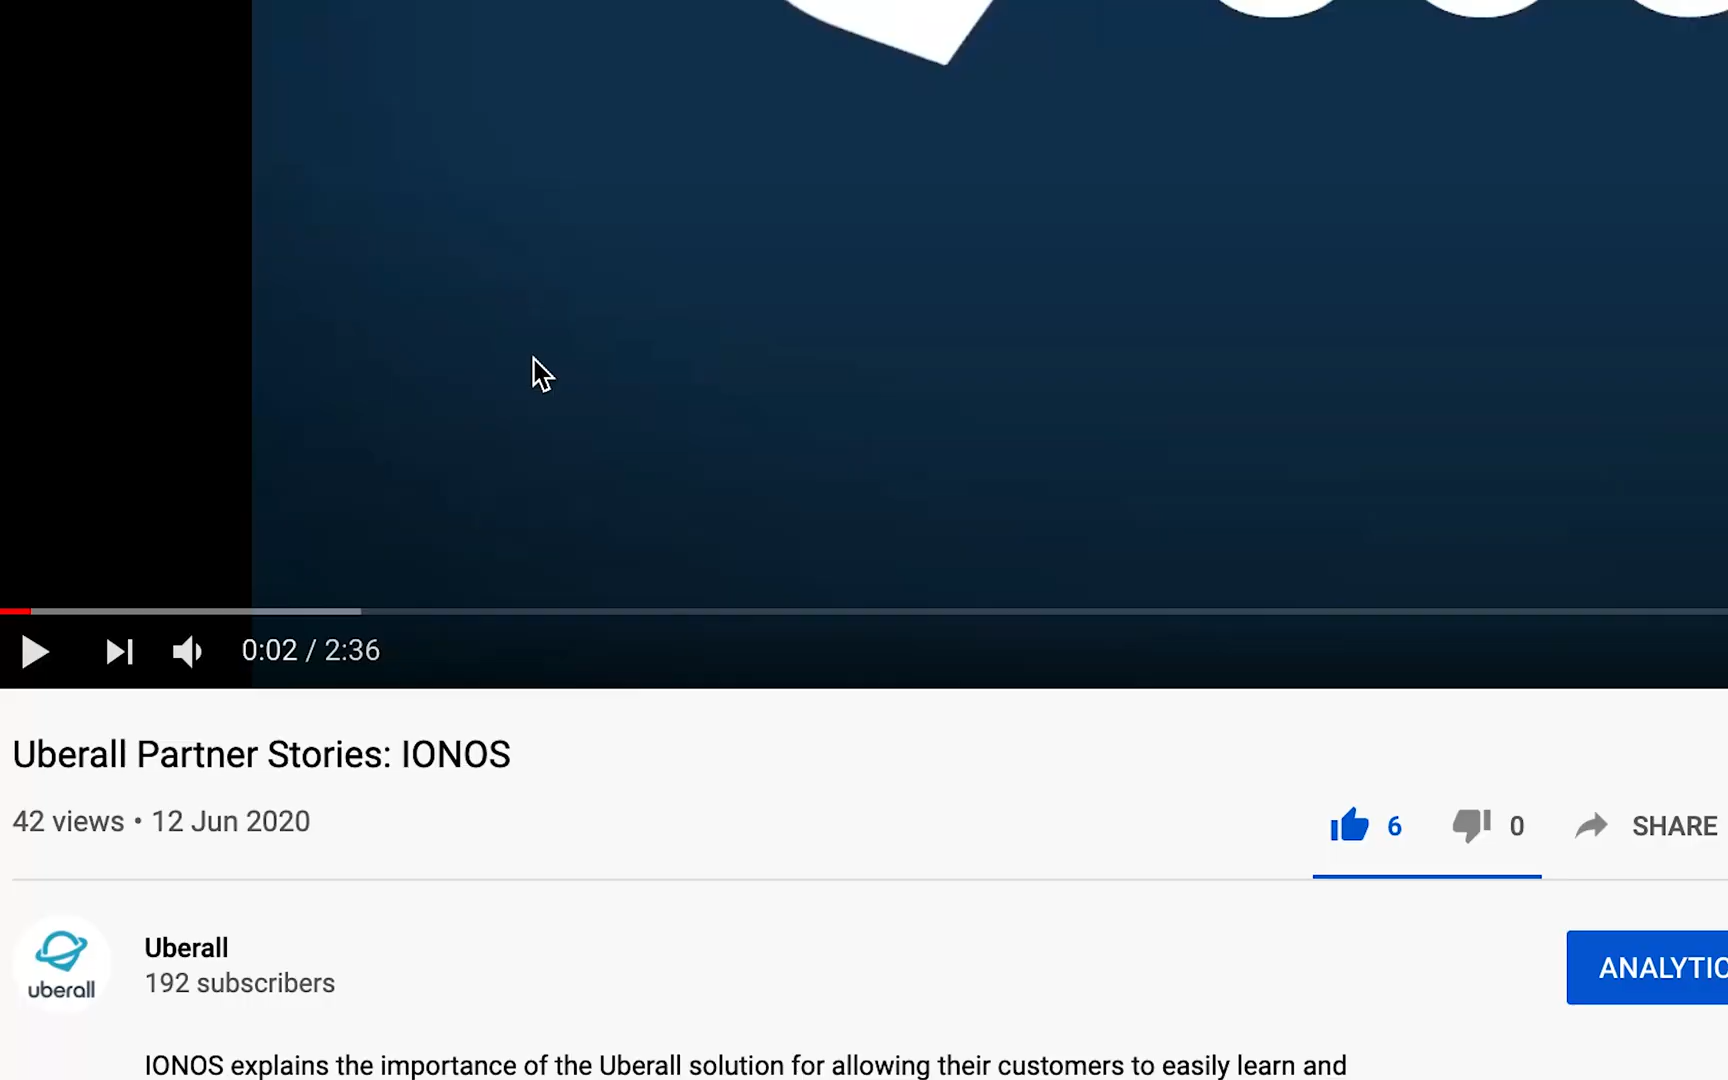 0:02 / 2:36
Uberall Partner Stories: IONOS
42 views • 12 Jun 2020
6
0
SHARE
Uberall
192 subscribers
uberall
ANALYTIC
IONOS explains the importance of the Uberall solution for allowing their customers to easily learn and